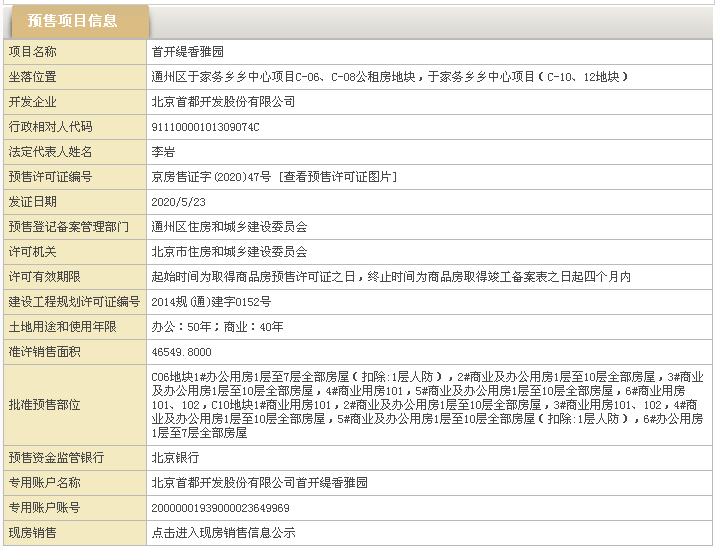 预售项目信息
项目名称 首开缇香雅园
坐落位置 通州区于家务乡乡中心项目C-06、C-08公租房地块，于家务乡乡中心项目（C-10、12地块）
开发企业 北京首都开发股份有限公司
行政相对人代码 91110000101309074C
法定代表人姓名 李岩
预售许可证编号 京房售证字(2020)47号 [查看预售许可证图片]
发证日期 2020/5/23
预售登记备案管理部门 通州区住房和城乡建设委员会
许可机关 北京市住房和城乡建设委员会
许可有效期限 起始时间为取得商品房预售许可证之日，终止时间为商品房取得竣工备案表之日起四个月内
建设工程规划许可证编号 2014规(通)建字0152号
土地用途和使用年限 办公：50年；商业：40年
准许销售面积 46549.8000
批准预售部位 C06地块1#办公用房1层至7层全部房屋（扣除:1层人防），2#商业及办公用房1层至10层全部房屋，3#商业
及办公用房1层至10层全部房屋，4#商业用房101，5#商业及办公用房1层至10层全部房屋，6#商业用房
101、102，C10地块1#商业用房101，2#商业及办公用房1层至10层全部房屋，3#商业用房101、102，4#商
业及办公用房1层至10层全部房屋，5#商业及办公用房1层至10层全部房屋（扣除:1层人防），6#办公用房
1层至7层全部房屋
预售资金监管银行 北京银行
专用账户名称 北京首都开发股份有限公司首开缇香雅园
专用账户账号 20000001939000023649969
现房销售 点击进入现房销售信息公示